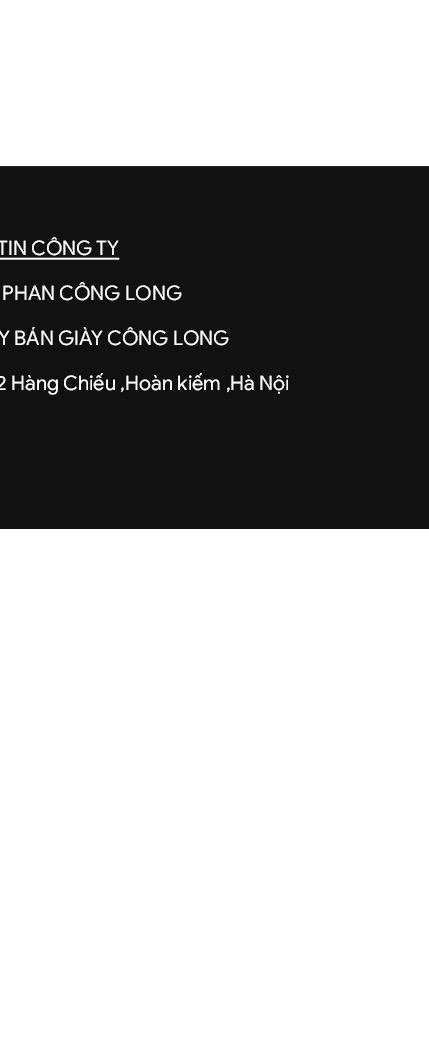 TIN CÔNG TY
PHAN CÔNG LONG
Y BÁN GIÀY CÔNG LONG
2 Hàng Chiếu ,Hoàn kiếm ,Hà Nội